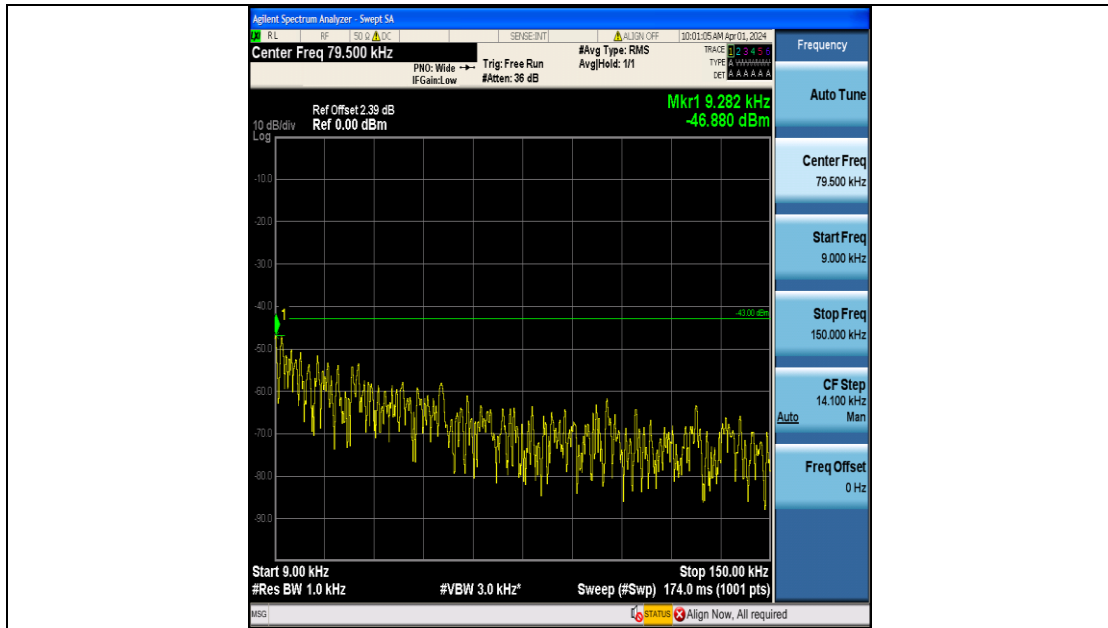 Agilent Spectrum Analyzer - Swept SA
RL RF 50 Ω DC SENSE:INT ALIGN OFF 10:01:05 AM Apr 01, 2024
Center Freq 79.500 kHz
PNO: Wide
IFGain:Low
Trig: Free Run
#Atten: 36 dB
#Avg Type: RMS
Avg|Hold: 1/1
TRACE 1 2 3 4 5 6
TYPE A
DET A A A A A A
Ref Offset 2.39 dB
Ref 0.00 dBm
10 dB/div
Log
Mkr1 9.282 kHz
-46.880 dBm
-10.0
-20.0
-30.0
-40.0
1
-43.00 dBm
-50.0
-60.0
-70.0
-80.0
-90.0
Start 9.00 kHz
Stop 150.00 kHz
#Res BW 1.0 kHz
#VBW 3.0 kHz*
Sweep (#Swp) 174.0 ms (1001 pts)
MSG
STATUS
Align Now, All required
Frequency
Auto Tune
Center Freq
79.500 kHz
Start Freq
9.000 kHz
Stop Freq
150.000 kHz
CF Step
14.100 kHz
Auto Man
Freq Offset
0 Hz